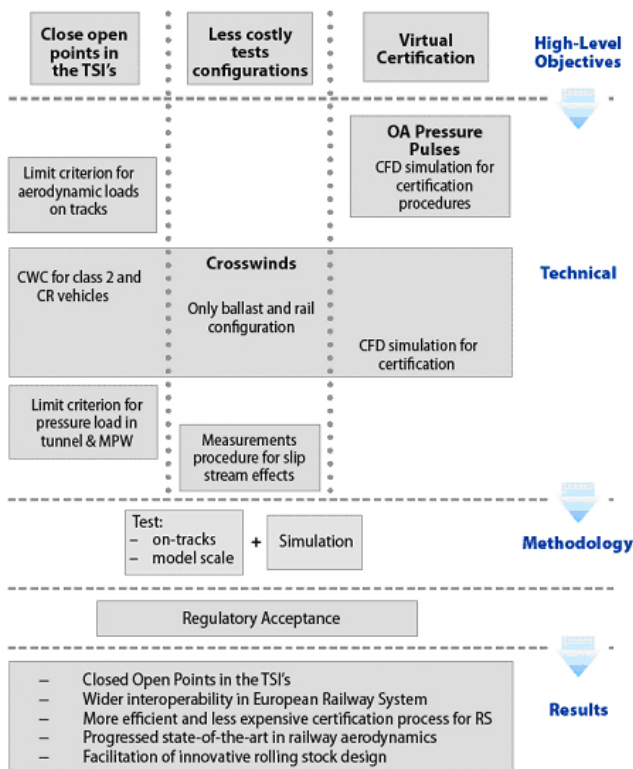 Close open
points in
the TSI's
Less costly
tests
configurations
Virtual
Certification
High-Level
Objectives
OA Pressure
Pulses
CFD simulation for
certification
procedures
Limit criterion for
aerodynamic loads
on tracks
Technical
CWC for class 2 and
CR vehicles
Crosswinds
Only ballast and rail
configuration
CFD simulation for
certification
Limit criterion for
pressure load in
tunnel & MPW
Measurements
procedure for slip
stream effects
Test:
– on-tracks
– model scale
+
Simulation
Methodology
Regulatory Acceptance
– Closed Open Points in the TSI's
– Wider interoperability in European Railway System
– More efficient and less expensive certification process for RS
– Progressed state-of-the-art in railway aerodynamics
– Facilitation of innovative rolling stock design
Results